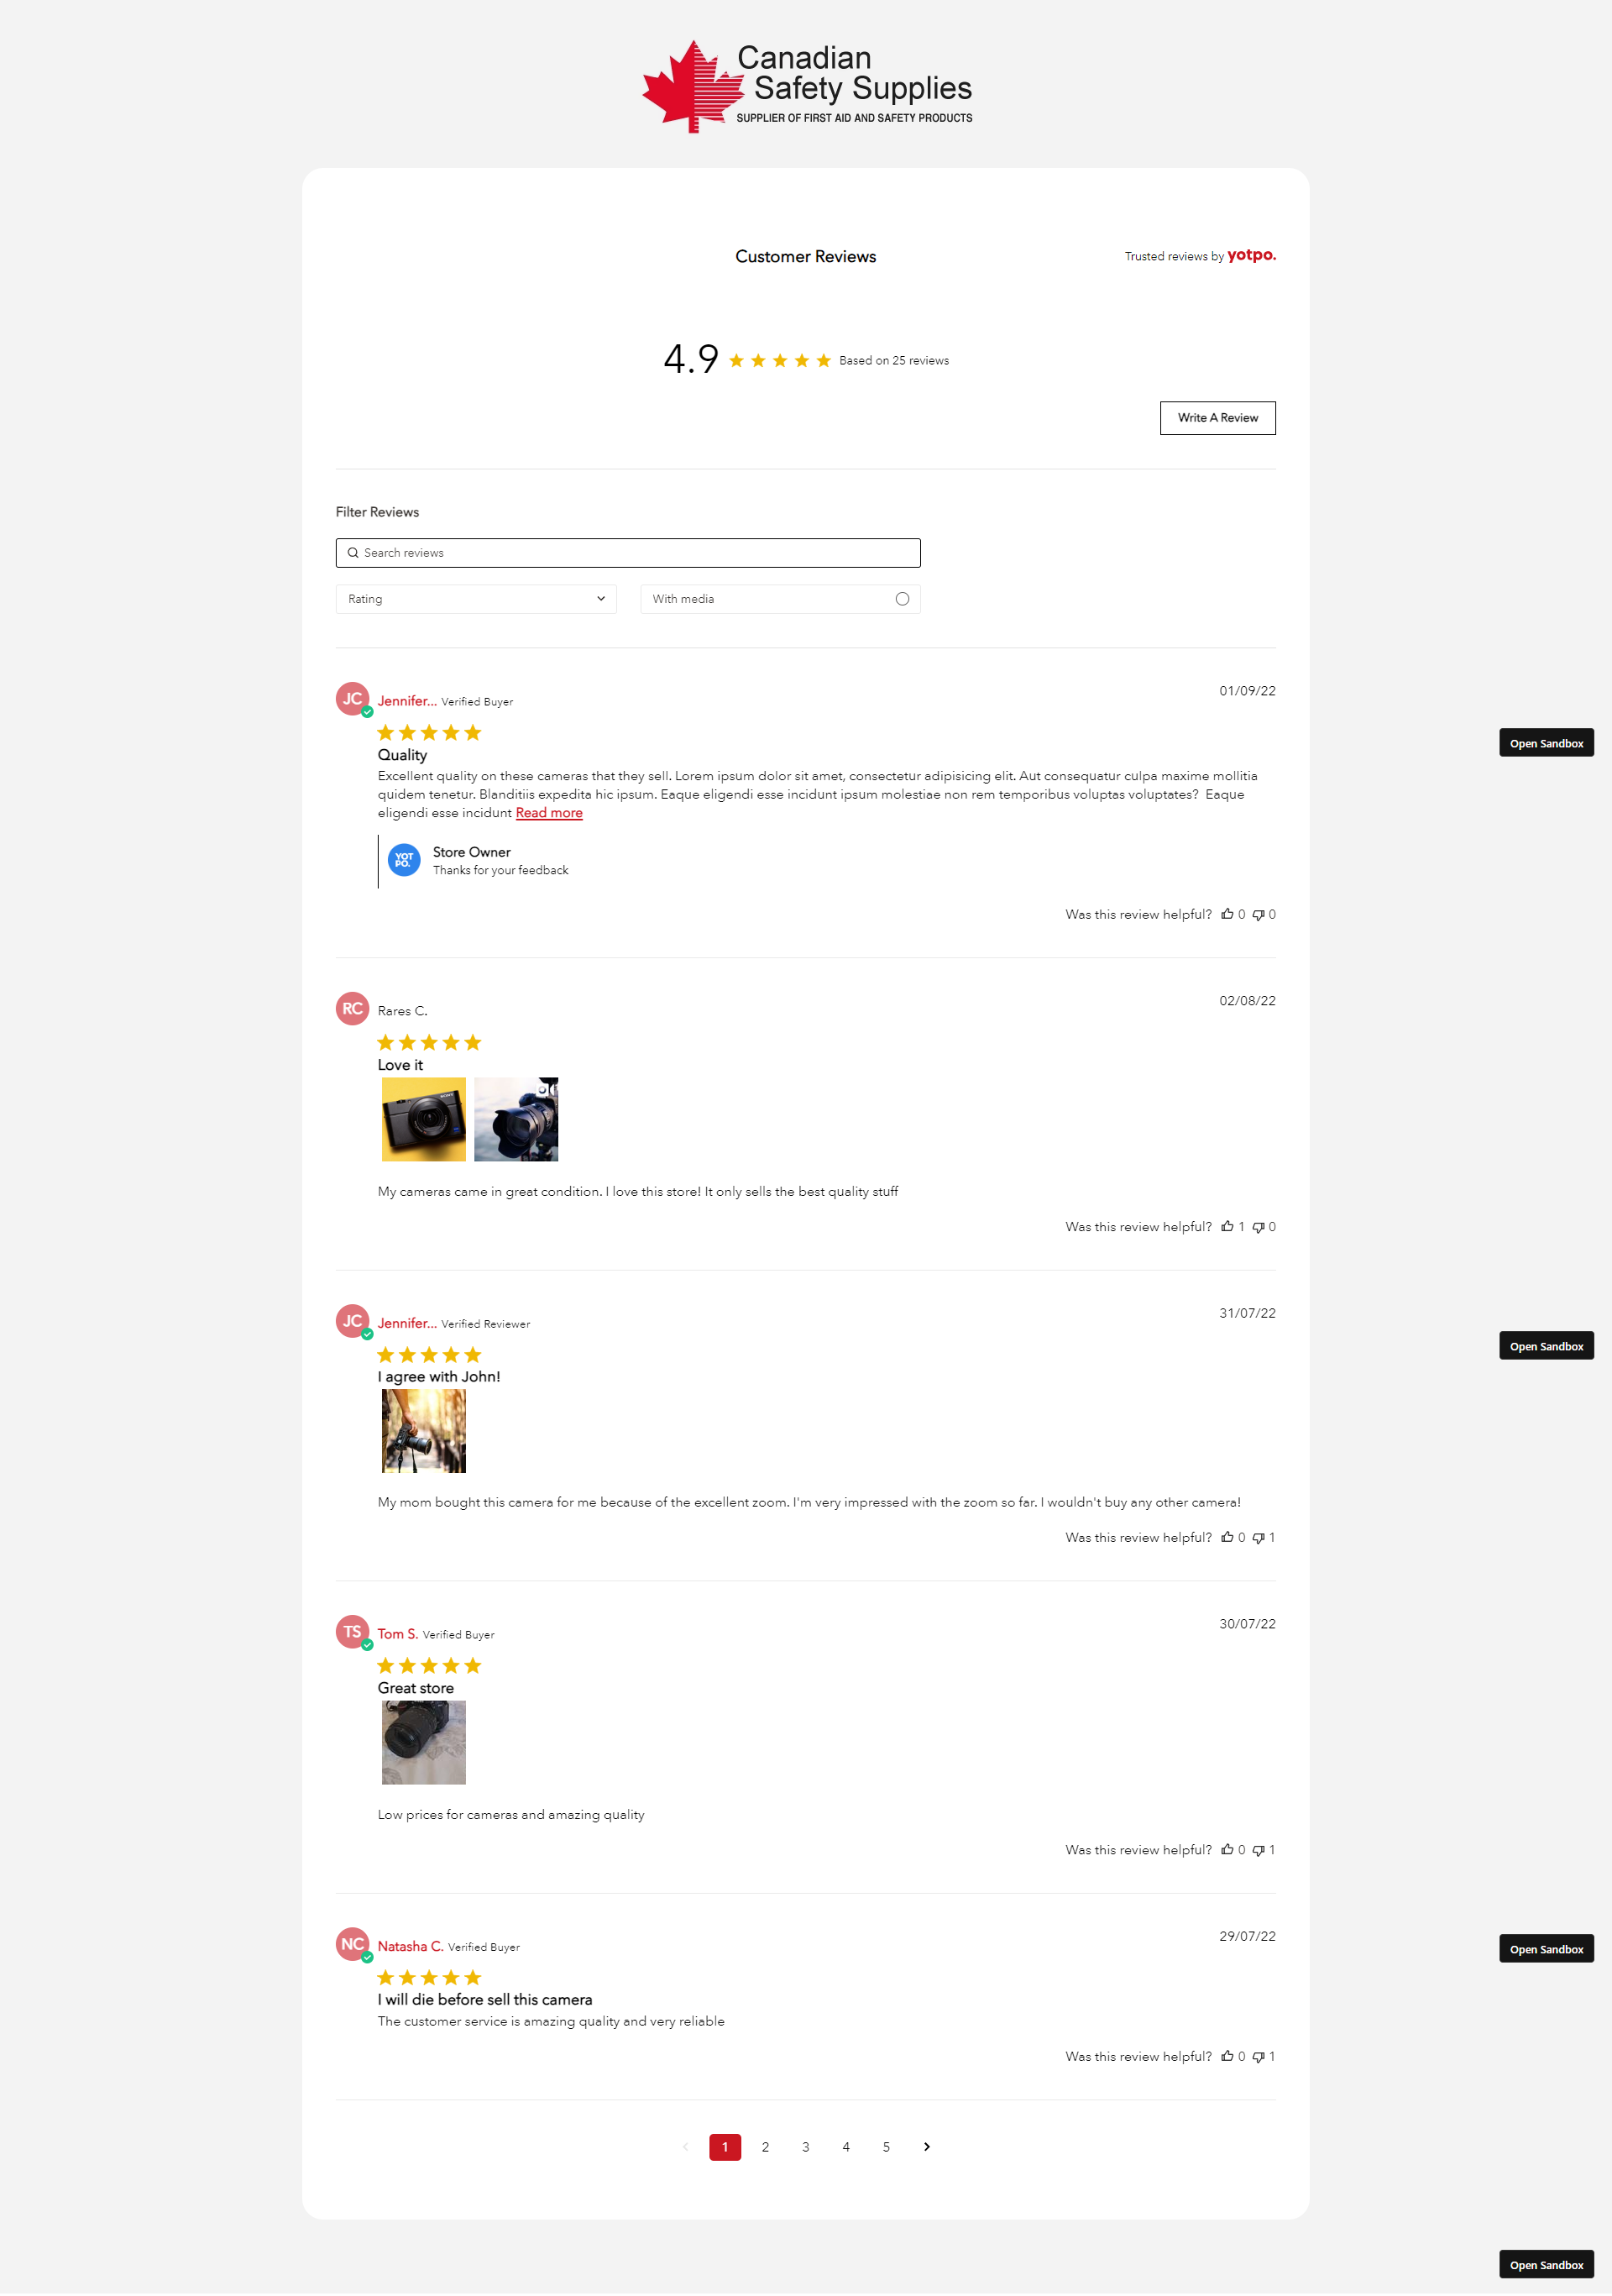 Canadian
Safety Supplies
SUPPLIER OF FIRST AID AND SAFETY PRODUCTS
Customer Reviews
Trusted reviews by yotpo.
4.9 Based on 25 reviews
Write A Review
Filter Reviews
Search reviews
Rating With media
JC Jennifer... Verified Buyer 01/09/22
Open Sandbox
Quality
Excellent quality on these cameras that they sell. Lorem ipsum dolor sit amet, consectetur adipisicing elit. Aut consequatur culpa maxime mollitia
quidem tenetur. Blanditiis expedita hic ipsum. Eaque eligendi esse incidunt ipsum molestiae non rem temporibus voluptas voluptates?  Eaque
eligendi esse incidunt Read more
YOT
PO.
Store Owner
Thanks for your feedback
Was this review helpful? 0 0
RC Rares C. 02/08/22
Love it
SONY
My cameras came in great condition. I love this store! It only sells the best quality stuff
Was this review helpful? 1 0
JC Jennifer... Verified Reviewer 31/07/22
Open Sandbox
I agree with John!
My mom bought this camera for me because of the excellent zoom. I'm very impressed with the zoom so far. I wouldn't buy any other camera!
Was this review helpful? 0 1
TS Tom S. Verified Buyer 30/07/22
Great store
Low prices for cameras and amazing quality
Was this review helpful? 0 1
NC Natasha C. Verified Buyer 29/07/22
Open Sandbox
I will die before sell this camera
The customer service is amazing quality and very reliable
Was this review helpful? 0 1
1 2 3 4 5
Open Sandbox